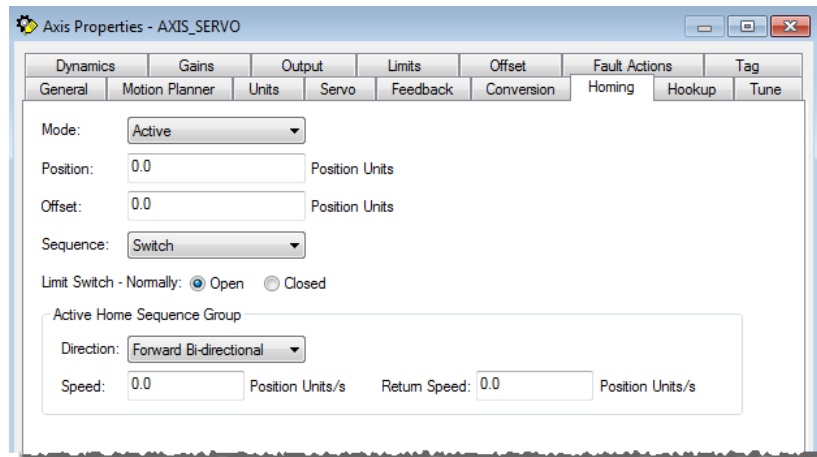 Axis Properties - AXIS_SERVO
Dynamics Gains Output Limits Offset Fault Actions Tag
General Motion Planner Units Servo Feedback Conversion Homing Hookup Tune
Mode: Active
Position: 0.0 Position Units
Offset: 0.0 Position Units
Sequence: Switch
Limit Switch - Normally: Open Closed
Active Home Sequence Group
Direction: Forward Bi-directional
Speed: 0.0 Position Units/s Return Speed: 0.0 Position Units/s